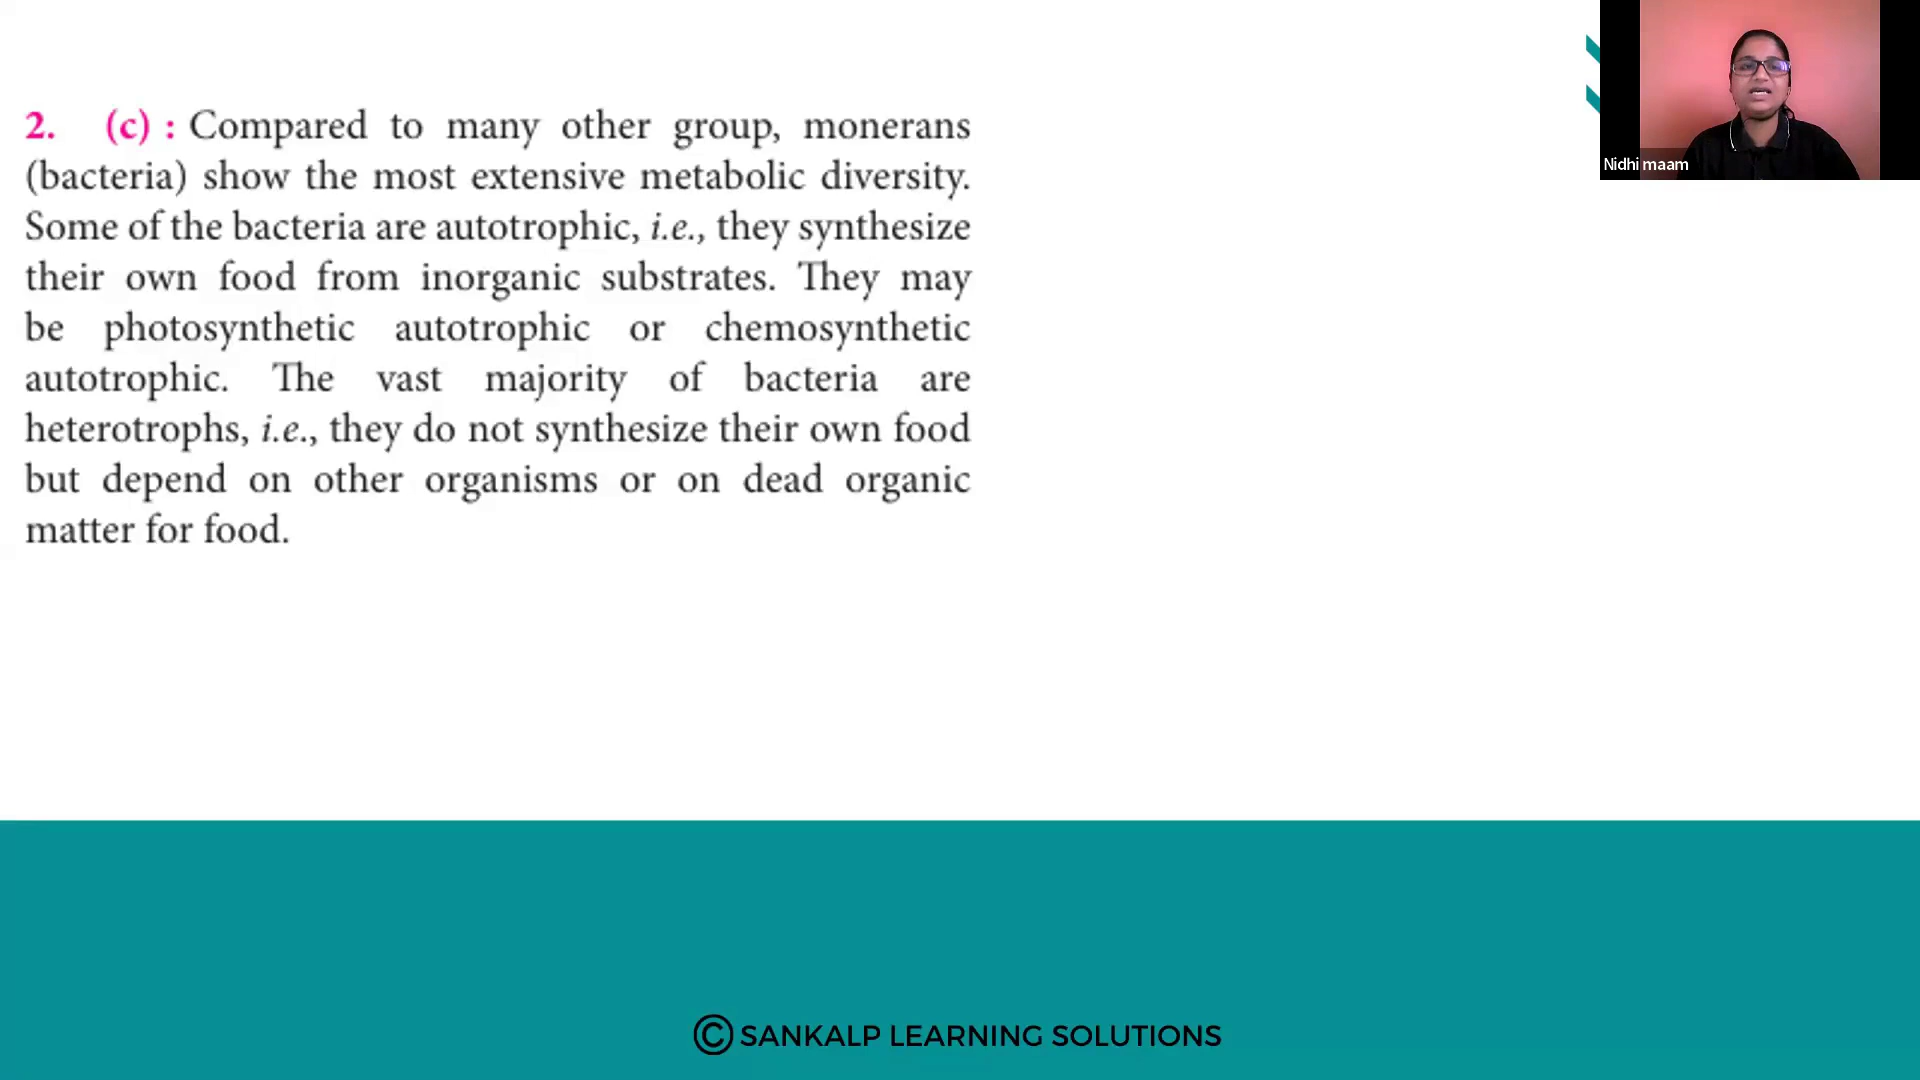 2. (c) : Compared to many other group, monerans
(bacteria) show the most extensive metabolic diversity.
Some of the bacteria are autotrophic, i.e., they synthesize
their own food from inorganic substrates. They may
be photosynthetic autotrophic or chemosynthetic
autotrophic. The vast majority of bacteria are
heterotrophs, i.e., they do not synthesize their own food
but depend on other organisms or on dead organic
matter for food.
Nidhi maam
© SANKALP LEARNING SOLUTIONS